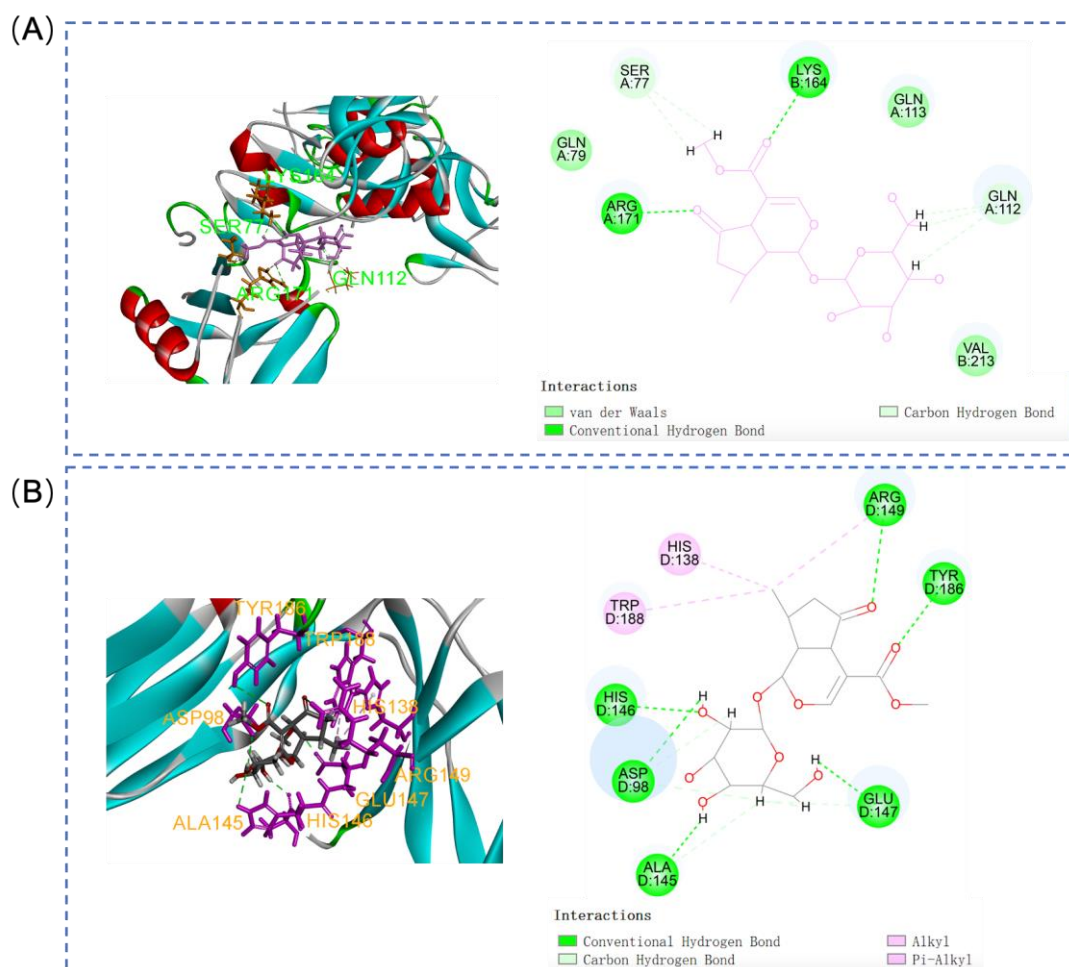 (A)
LYS164
SER77
GLN112
ARG171
SER
A:77
LYS
B:164
GLN
A:113
GLN
A:79
ARG
A:171
GLN
A:112
VAL
B:213
H
H
O
O
O
O
O
O
O
O
O
O
O
H
H
Interactions
van der Waals
Conventional Hydrogen Bond
Carbon Hydrogen Bond
(B)
TYR186
TRP188
ASP98
HIS138
ARG149
GLU147
ALA145
HIS146
ARG
D:149
HIS
D:138
TYR
D:186
TRP
D:188
HIS
D:146
ASP
D:98
GLU
D:147
ALA
D:145
O
O
O
O
O
H
O
H
O
O
O
H
O
O
H
H
H
Interactions
Conventional Hydrogen Bond
Carbon Hydrogen Bond
Alkyl
Pi-Alkyl